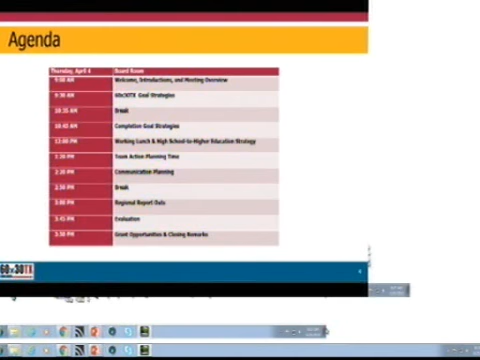 Agenda
Thursday, April 4 Board Room
9:00 AM Welcome, Introductions, and Meeting Overview
9:30 AM 60x30TX Goal Strategies
10:35 AM Break
10:45 AM Completion Goal Strategies
12:00 PM Working Lunch & High School-to-Higher Education Strategy
1:20 PM Team Action Planning Time
2:20 PM Communication Planning
2:50 PM Break
3:00 PM Regional Report Outs
3:45 PM Evaluation
3:50 PM Grant Opportunities & Closing Remarks
60x30TX